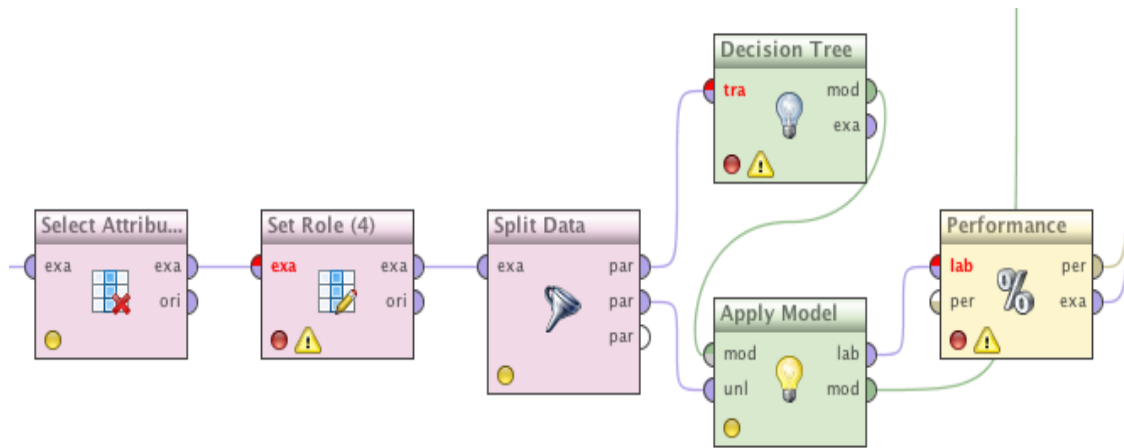 Decision Tree
tra mod
exa
Select Attribu...
exa exa
ori
Set Role (4)
exa exa
ori
Split Data
exa par
par
par
Apply Model
mod lab
unl mod
Performance
lab % per
per exa